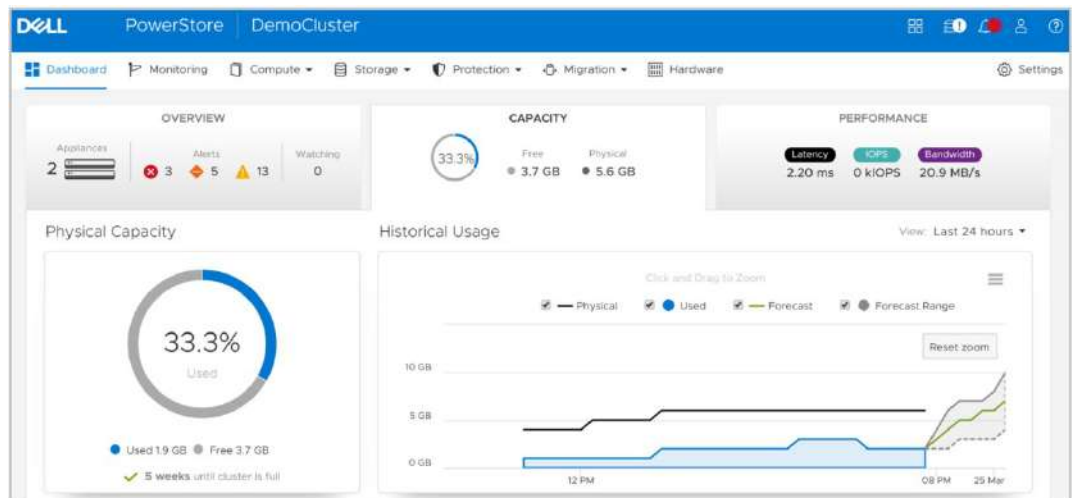 DELL PowerStore DemoCluster
Dashboard Monitoring Compute Storage Protection Migration Hardware Settings
OVERVIEW CAPACITY PERFORMANCE
Appliances Alerts Watching
2 3 5 13 0
33.3%
Free Physical
3.7 GB 5.6 GB
Latency IOPS Bandwidth
2.20 ms 0 kIOPS 20.9 MB/s
Physical Capacity
33.3%
Used
Used 1.9 GB Free 3.7 GB
5 weeks until cluster is full
Historical Usage View: Last 24 hours
Click and Drag to Zoom
Physical Used Forecast Forecast Range
Reset zoom
10 GB
5 GB
0 GB
12 PM 08 PM 25 Mar